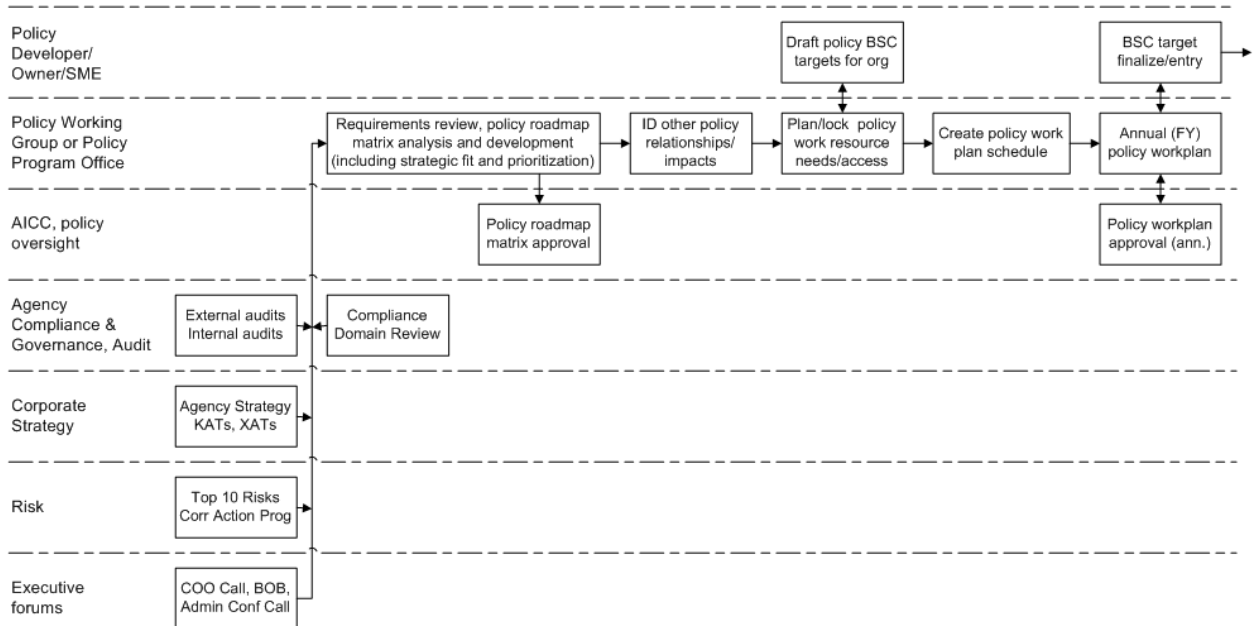 Policy
Developer/
Owner/SME
Draft policy BSC
targets for org
BSC target
finalize/entry
Policy Working
Group or Policy
Program Office
Requirements review, policy roadmap
matrix analysis and development
(including strategic fit and prioritization)
ID other policy
relationships/
impacts
Plan/lock policy
work resource
needs/access
Create policy work
plan schedule
Annual (FY)
policy workplan
AICC, policy
oversight
Policy roadmap
matrix approval
Policy workplan
approval (ann.)
Agency
Compliance &
Governance, Audit
External audits
Internal audits
Compliance
Domain Review
Corporate
Strategy
Agency Strategy
KATs, XATs
Risk
Top 10 Risks
Corr Action Prog
Executive
forums
COO Call, BOB,
Admin Conf Call